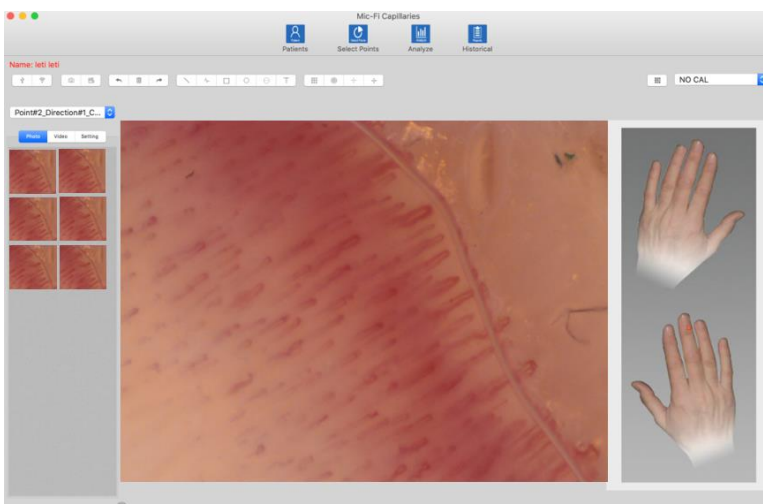 Mic-Fi Capillaries
Patients Select Points Analyze Historical
Name: leti leti
NO CAL
Point#2_Direction#1_C...
Photo Video Setting